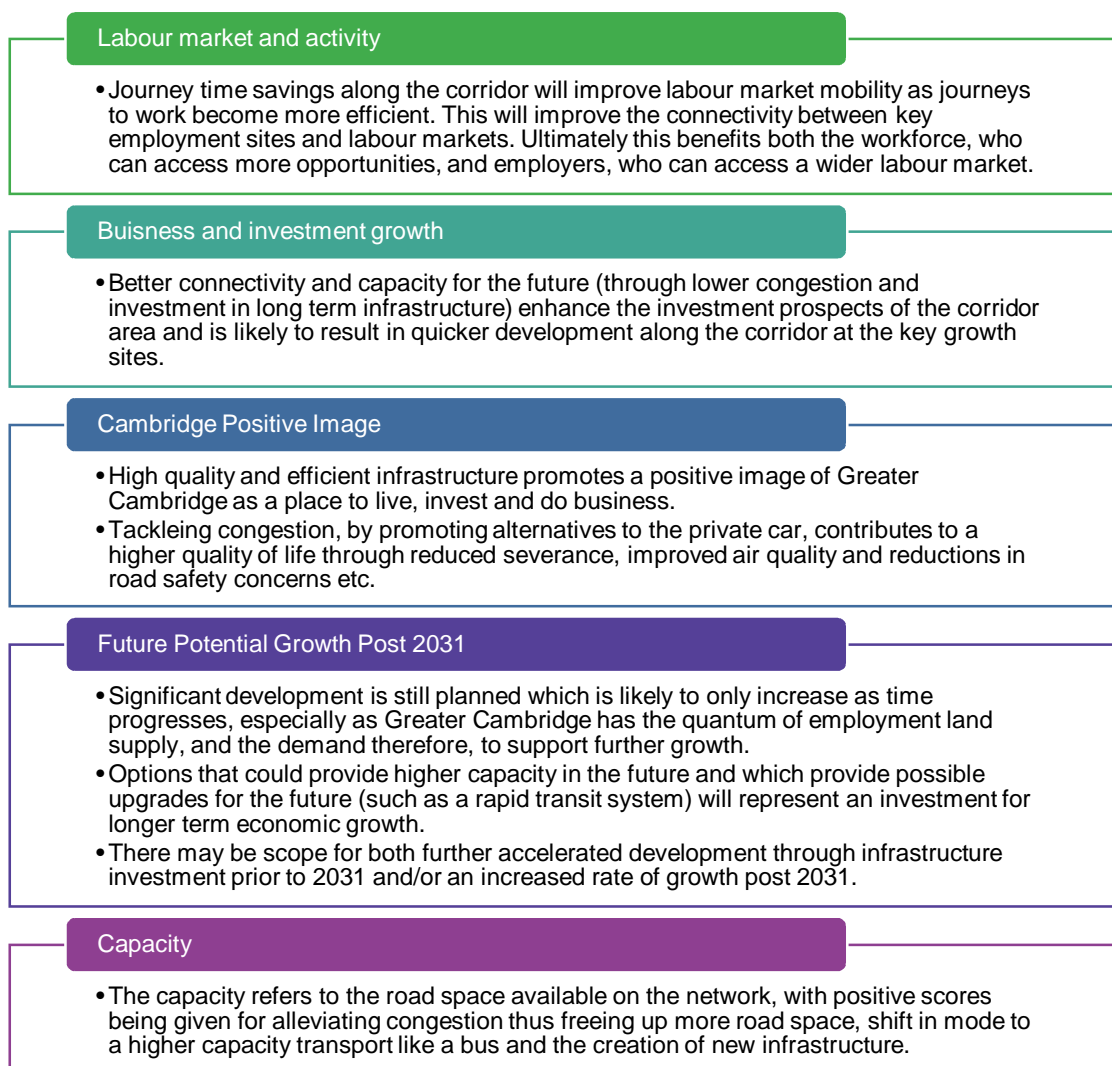 Labour market and activity
•Journey time savings along the corridor will improve labour market mobility as journeys
to work become more efficient. This will improve the connectivity between key
employment sites and labour markets. Ultimately this benefits both the workforce, who
can access more opportunities, and employers, who can access a wider labour market.
Buisness and investment growth
•Better connectivity and capacity for the future (through lower congestion and
investment in long term infrastructure) enhance the investment prospects of the corridor
area and is likely to result in quicker development along the corridor at the key growth
sites.
Cambridge Positive Image
•High quality and efficient infrastructure promotes a positive image of Greater
Cambridge as a place to live, invest and do business.
•Tackleing congestion, by promoting alternatives to the private car, contributes to a
higher quality of life through reduced severance, improved air quality and reductions in
road safety concerns etc.
Future Potential Growth Post 2031
•Significant development is still planned which is likely to only increase as time
progresses, especially as Greater Cambridge has the quantum of employment land
supply, and the demand therefore, to support further growth.
•Options that could provide higher capacity in the future and which provide possible
upgrades for the future (such as a rapid transit system) will represent an investment for
longer term economic growth.
•There may be scope for both further accelerated development through infrastructure
investment prior to 2031 and/or an increased rate of growth post 2031.
Capacity
•The capacity refers to the road space available on the network, with positive scores
being given for alleviating congestion thus freeing up more road space, shift in mode to
a higher capacity transport like a bus and the creation of new infrastructure.